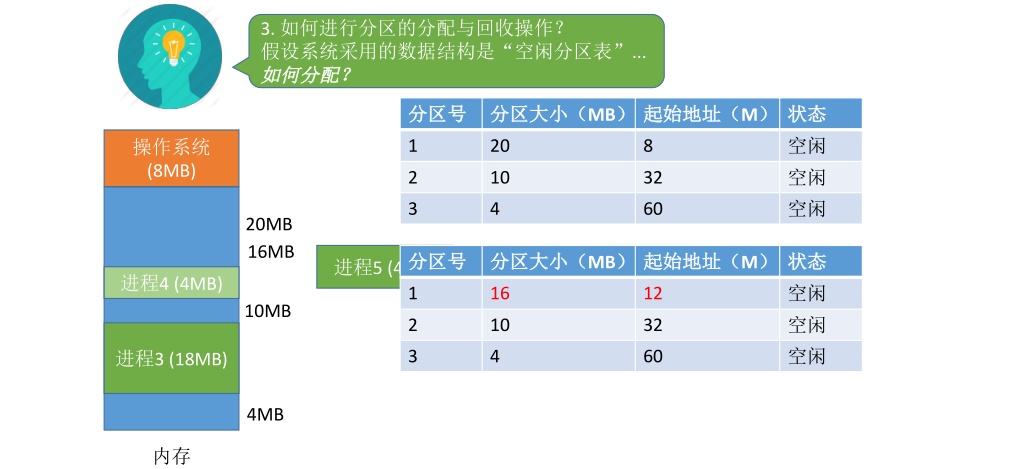 3. 如何进行分区的分配与回收操作？
假设系统采用的数据结构是“空闲分区表”…
如何分配？
分区号 分区大小（MB） 起始地址（M） 状态
1 20 8 空闲
2 10 32 空闲
3 4 60 空闲
操作系统
(8MB)
20MB
16MB
进程4 (4MB)
10MB
进程3 (18MB)
4MB
内存
进程5 (4
分区号 分区大小（MB） 起始地址（M） 状态
1 16 12 空闲
2 10 32 空闲
3 4 60 空闲